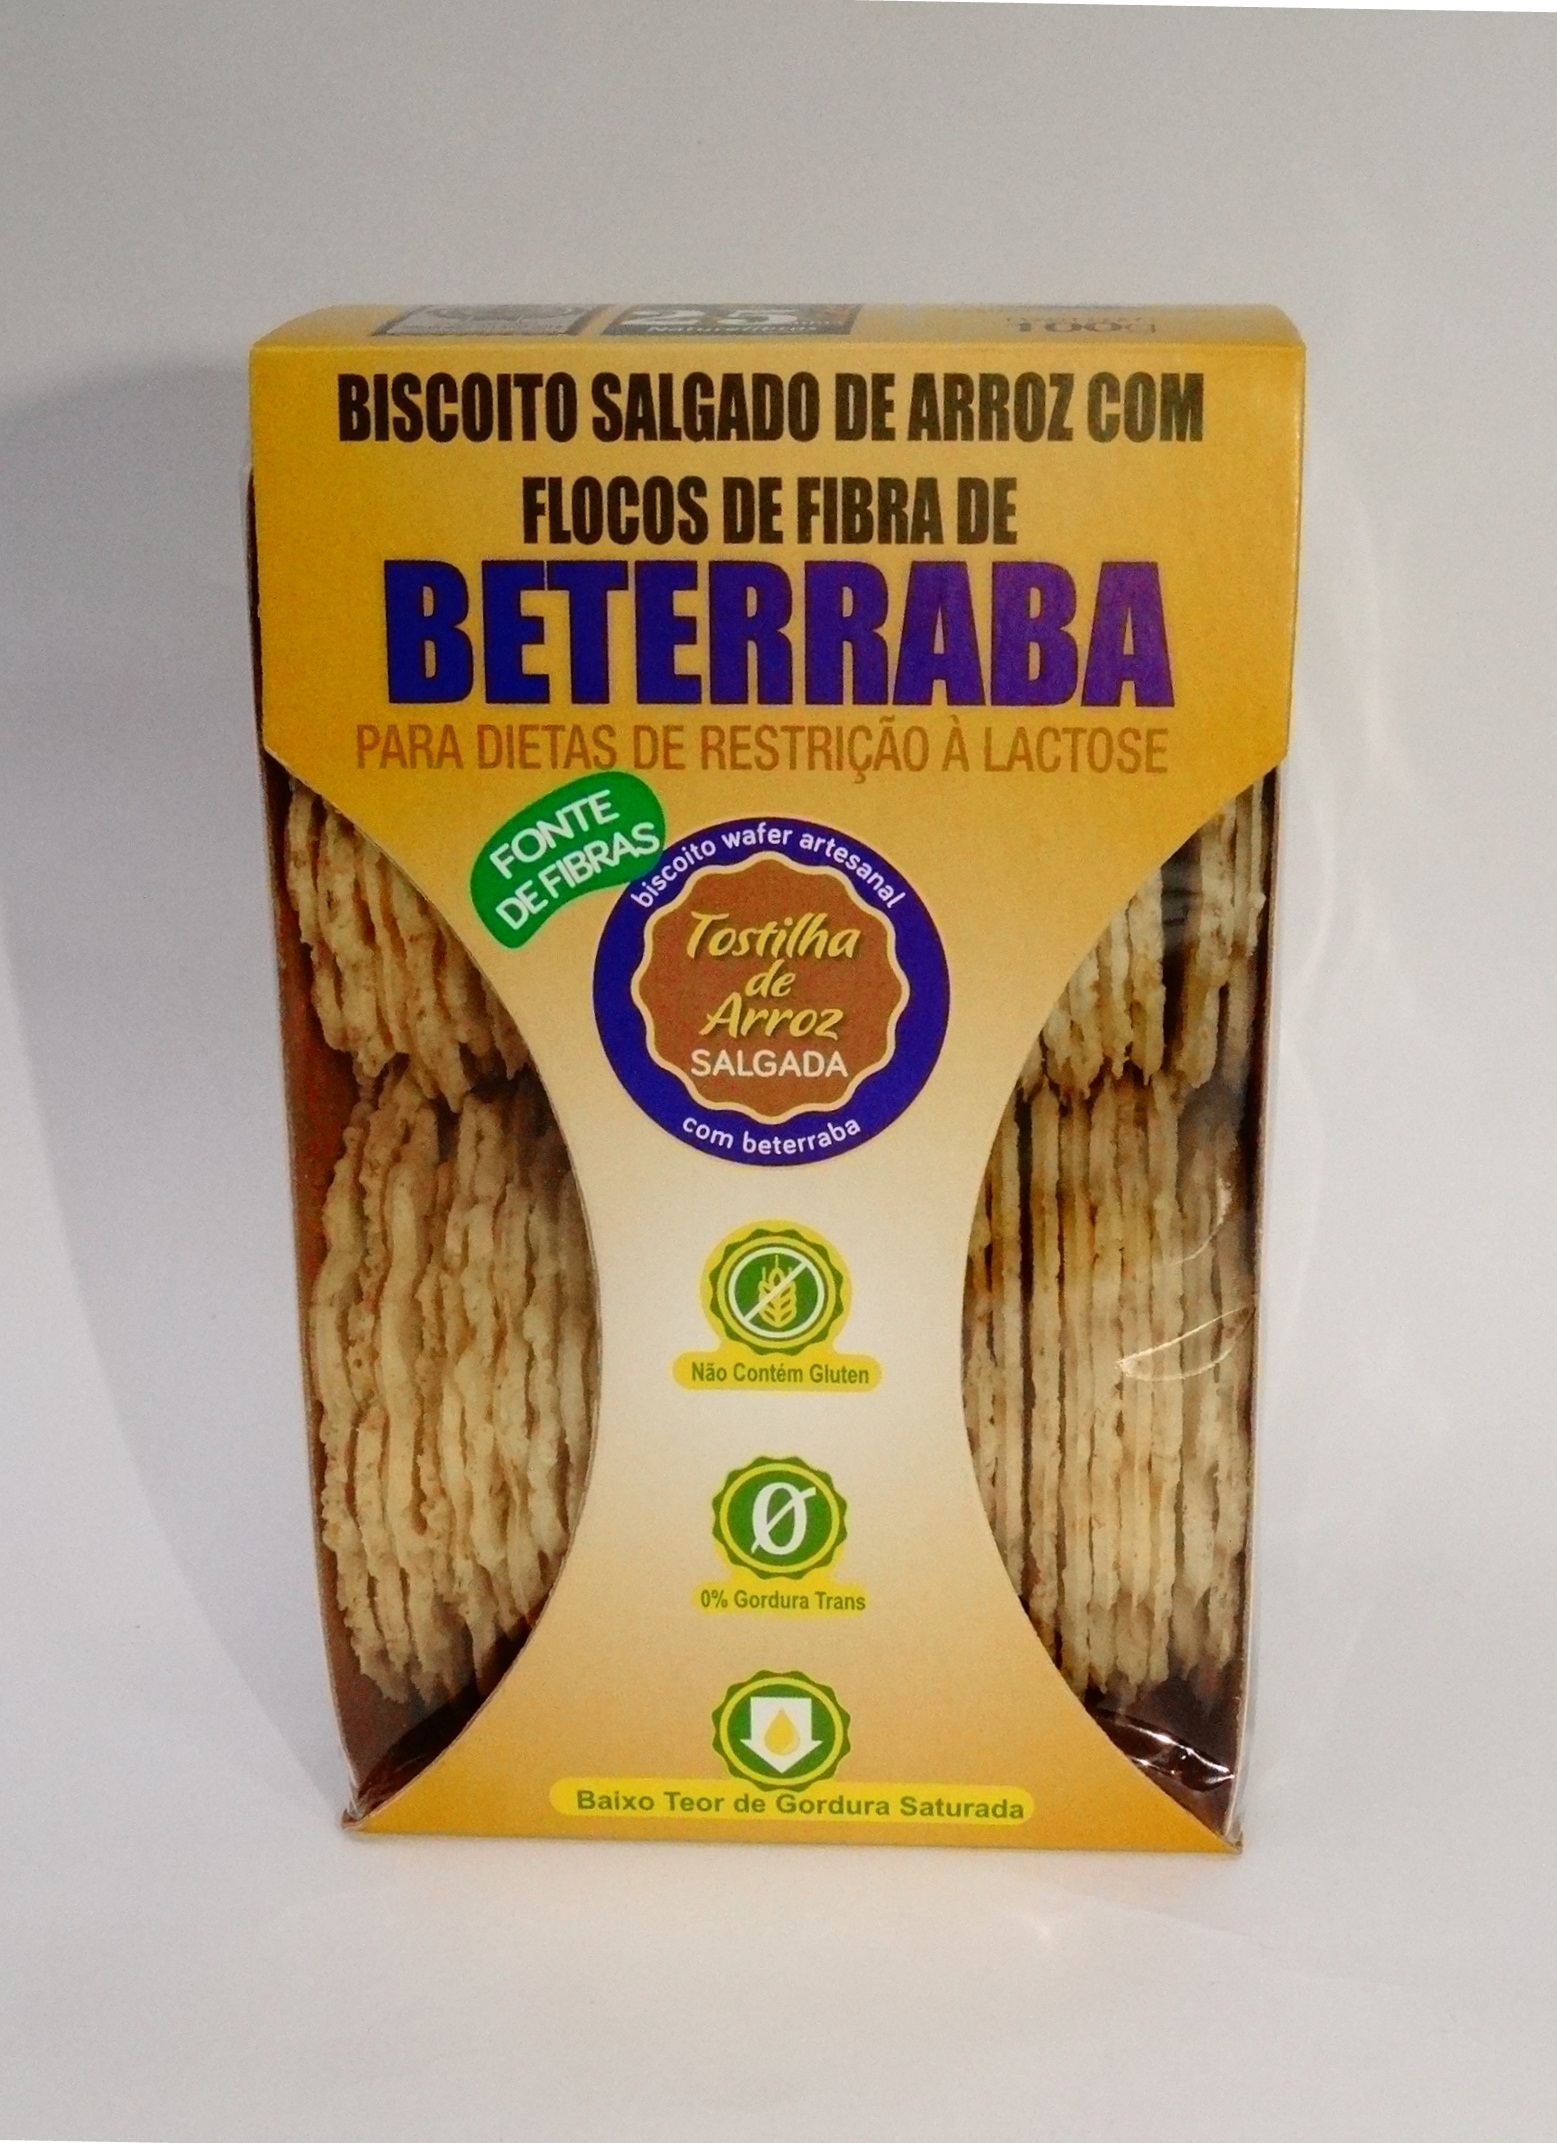 25
100g
BISCOITO SALGADO DE ARROZ COM
FLOCOS DE FIBRA DE
BETERRABA
PARA DIETAS DE RESTRIÇÃO À LACTOSE
FONTE
DE FIBRAS
biscoito wafer artesanal
Tostilha
de
Arroz
SALGADA
com beterraba
Não Contém Gluten
0
0% Gordura Trans
Baixo Teor de Gordura Saturada